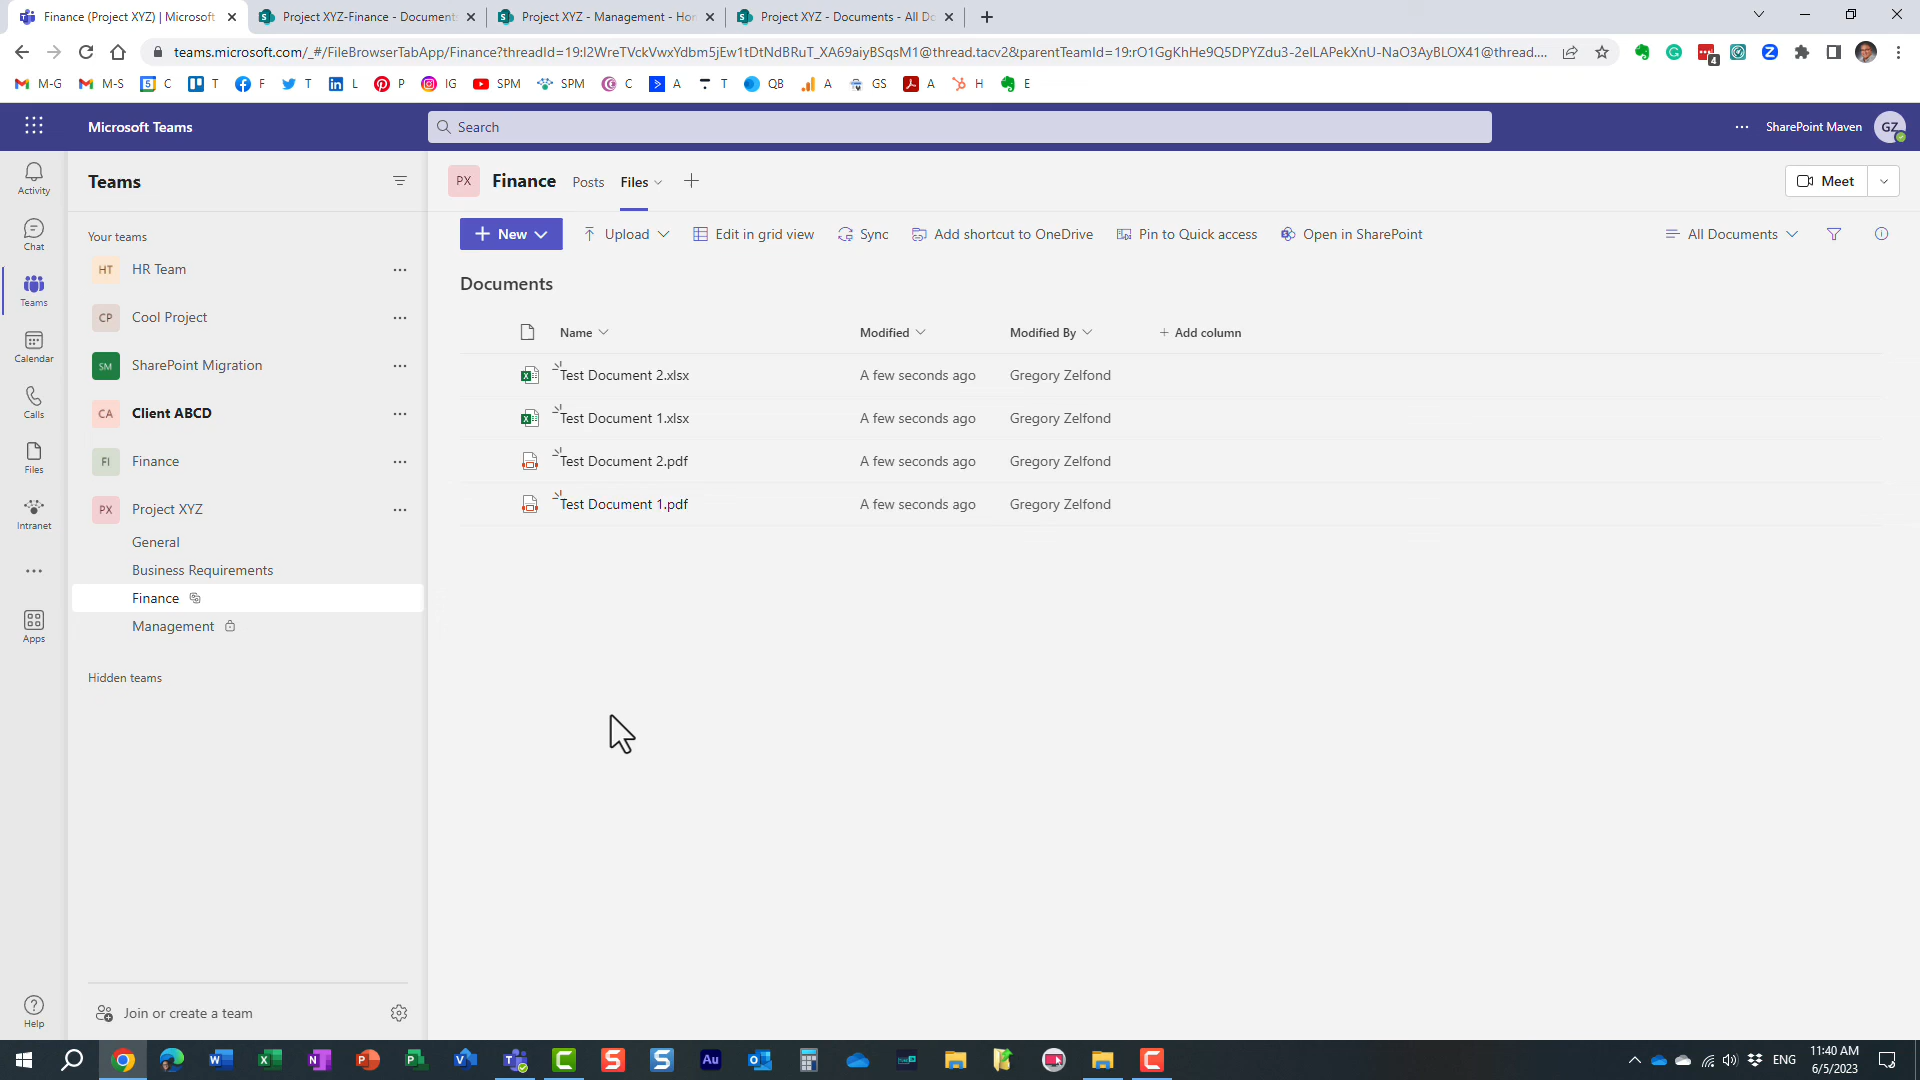 Finance (Project XYZ) | Microsoft
Project XYZ-Finance - Document
Project XYZ - Management - Hor
Project XYZ - Documents - All Do
teams.microsoft.com/_#/FileBrowserTabApp/Finance?threadId=19:l2WreTVckVwxYdbm5jEw1tDtNdBRuT_XA69aiyBSqsM1@thread.tacv2&parentTeamId=19:rO1GgKhHe9Q5DPYZdu3-2elLAPekXnU-NaO3AyBLOX41@thread....
4
M-G M-S C T F T L P IG SPM SPM C A T QB A GS A H E
Microsoft Teams
Search
SharePoint Maven
GZ
Activity
Chat
Teams
Calendar
Calls
Files
Intranet
Apps
Help
Teams
Your teams
HT HR Team
CP Cool Project
SM SharePoint Migration
CA Client ABCD
FI Finance
PX Project XYZ
General
Business Requirements
Finance
Management
Hidden teams
Join or create a team
PX Finance Posts Files
Meet
New Upload Edit in grid view Sync Add shortcut to OneDrive Pin to Quick access Open in SharePoint All Documents
Documents
Name Modified Modified By Add column
Test Document 2.xlsx A few seconds ago Gregory Zelfond
Test Document 1.xlsx A few seconds ago Gregory Zelfond
Test Document 2.pdf A few seconds ago Gregory Zelfond
Test Document 1.pdf A few seconds ago Gregory Zelfond
ENG
11:40 AM
6/5/2023